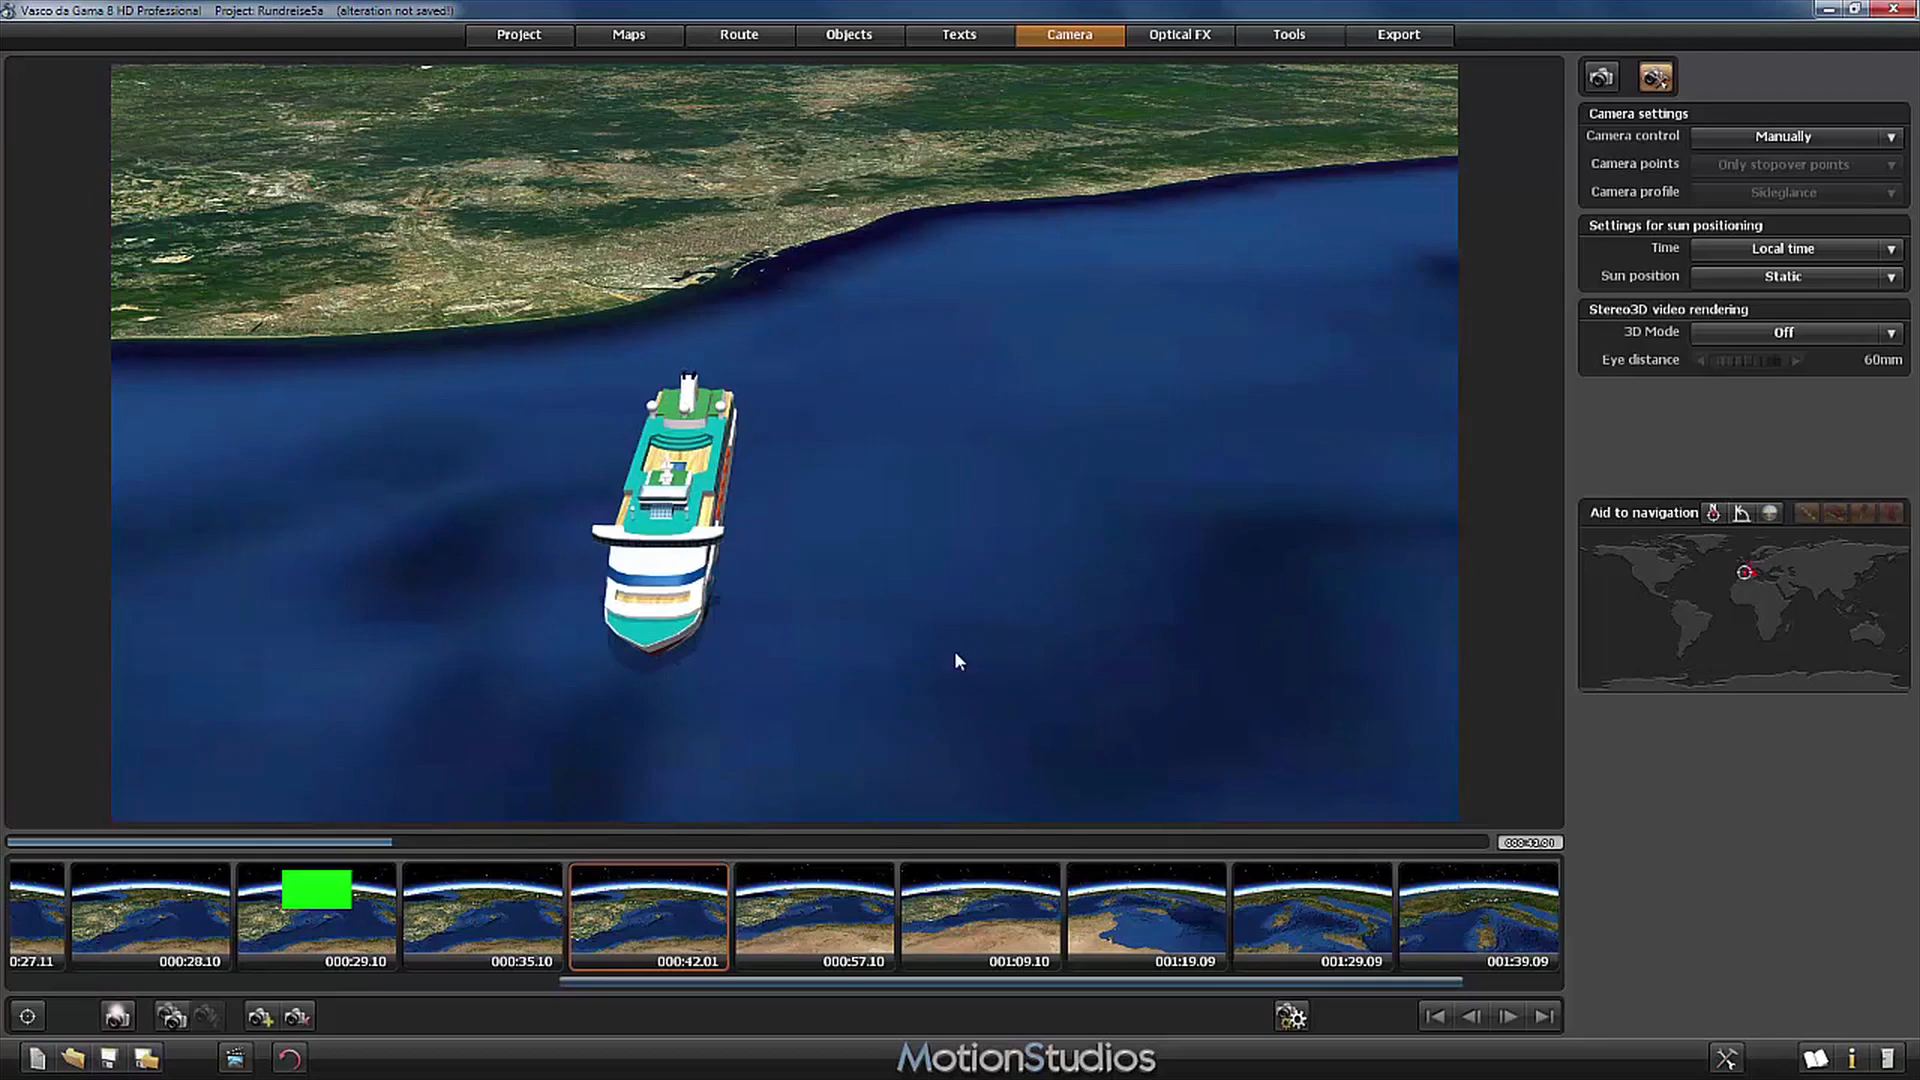 Vasco da Gama 8 HD Professional Project: Rundreise5a (alteration not saved!)
Project Maps Route Objects Texts Camera Optical FX Tools Export
Camera settings
Camera control Manually
Camera points Only stopover points
Camera profile Sideglance
Settings for sun positioning
Time Local time
Sun position Static
Stereo3D video rendering
3D Mode Off
Eye distance 60mm
Aid to navigation
000:43.00
0:27.11 000:28.10 000:29.10 000:35.10 000:42.01 000:57.10 001:09.10 001:19.09 001:29.09 001:39.09
MotionStudios